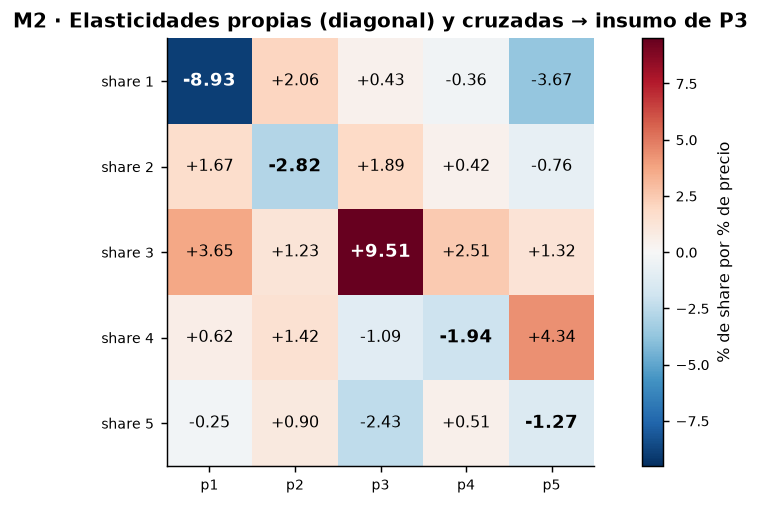 M2 · Elasticidades propias (diagonal) y cruzadas → insumo de P3
share 1 -8.93 +2.06 +0.43 -0.36 -3.67
share 2 +1.67 -2.82 +1.89 +0.42 -0.76
share 3 +3.65 +1.23 +9.51 +2.51 +1.32
share 4 +0.62 +1.42 -1.09 -1.94 +4.34
share 5 -0.25 +0.90 -2.43 +0.51 -1.27
p1 p2 p3 p4 p5
7.5
5.0
2.5
0.0
−2.5
−5.0
−7.5
% de share por % de precio